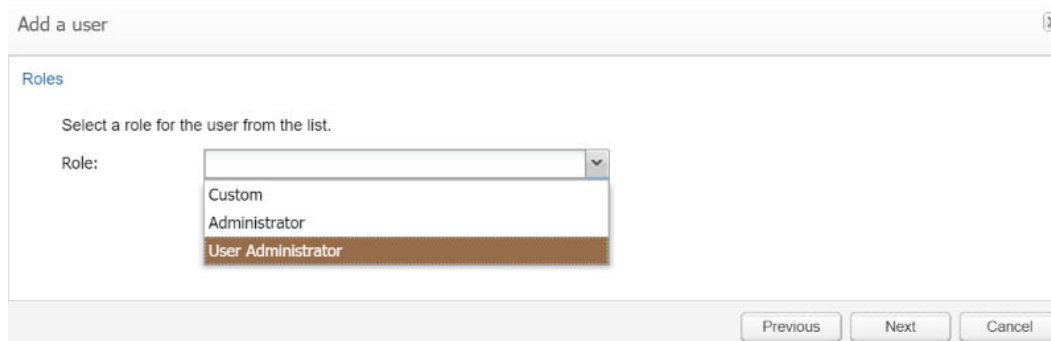 Add a user
Roles
Select a role for the user from the list.
Role:
Custom
Administrator
User Administrator
Previous Next Cancel